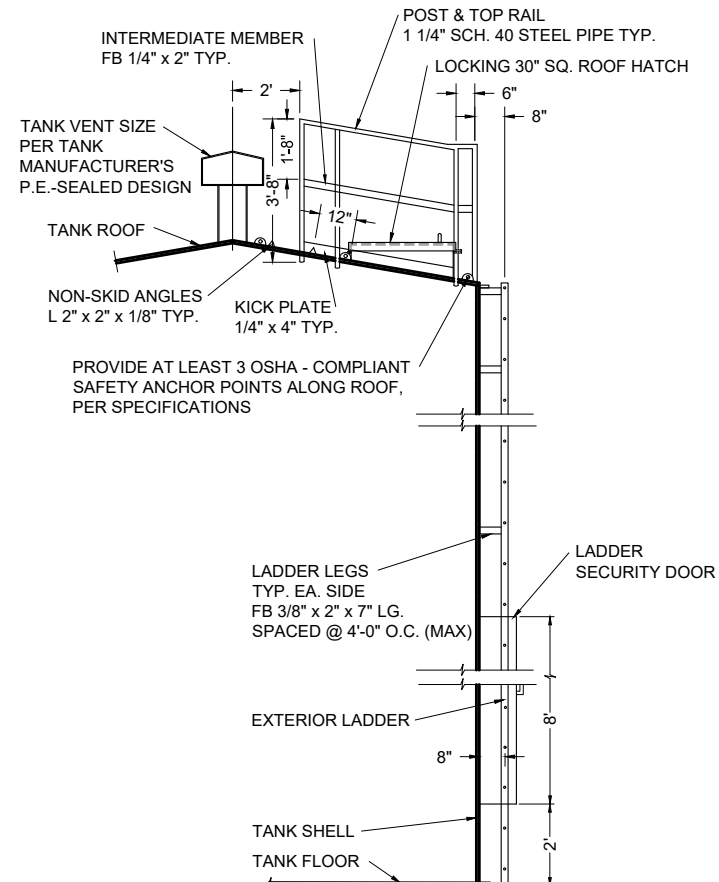 POST & TOP RAIL
1 1/4" SCH. 40 STEEL PIPE TYP.
INTERMEDIATE MEMBER
FB 1/4" x 2" TYP.
LOCKING 30" SQ. ROOF HATCH
2'
6"
8"
TANK VENT SIZE
PER TANK
MANUFACTURER'S
P.E.-SEALED DESIGN
1'-8"
3'-8"
12"
TANK ROOF
NON-SKID ANGLES
L 2" x 2" x 1/8" TYP.
KICK PLATE
1/4" x 4" TYP.
PROVIDE AT LEAST 3 OSHA - COMPLIANT
SAFETY ANCHOR POINTS ALONG ROOF,
PER SPECIFICATIONS
LADDER
SECURITY DOOR
LADDER LEGS
TYP. EA. SIDE
FB 3/8" x 2" x 7" LG.
SPACED @ 4'-0" O.C. (MAX)
EXTERIOR LADDER
8'
8"
TANK SHELL
2'
TANK FLOOR